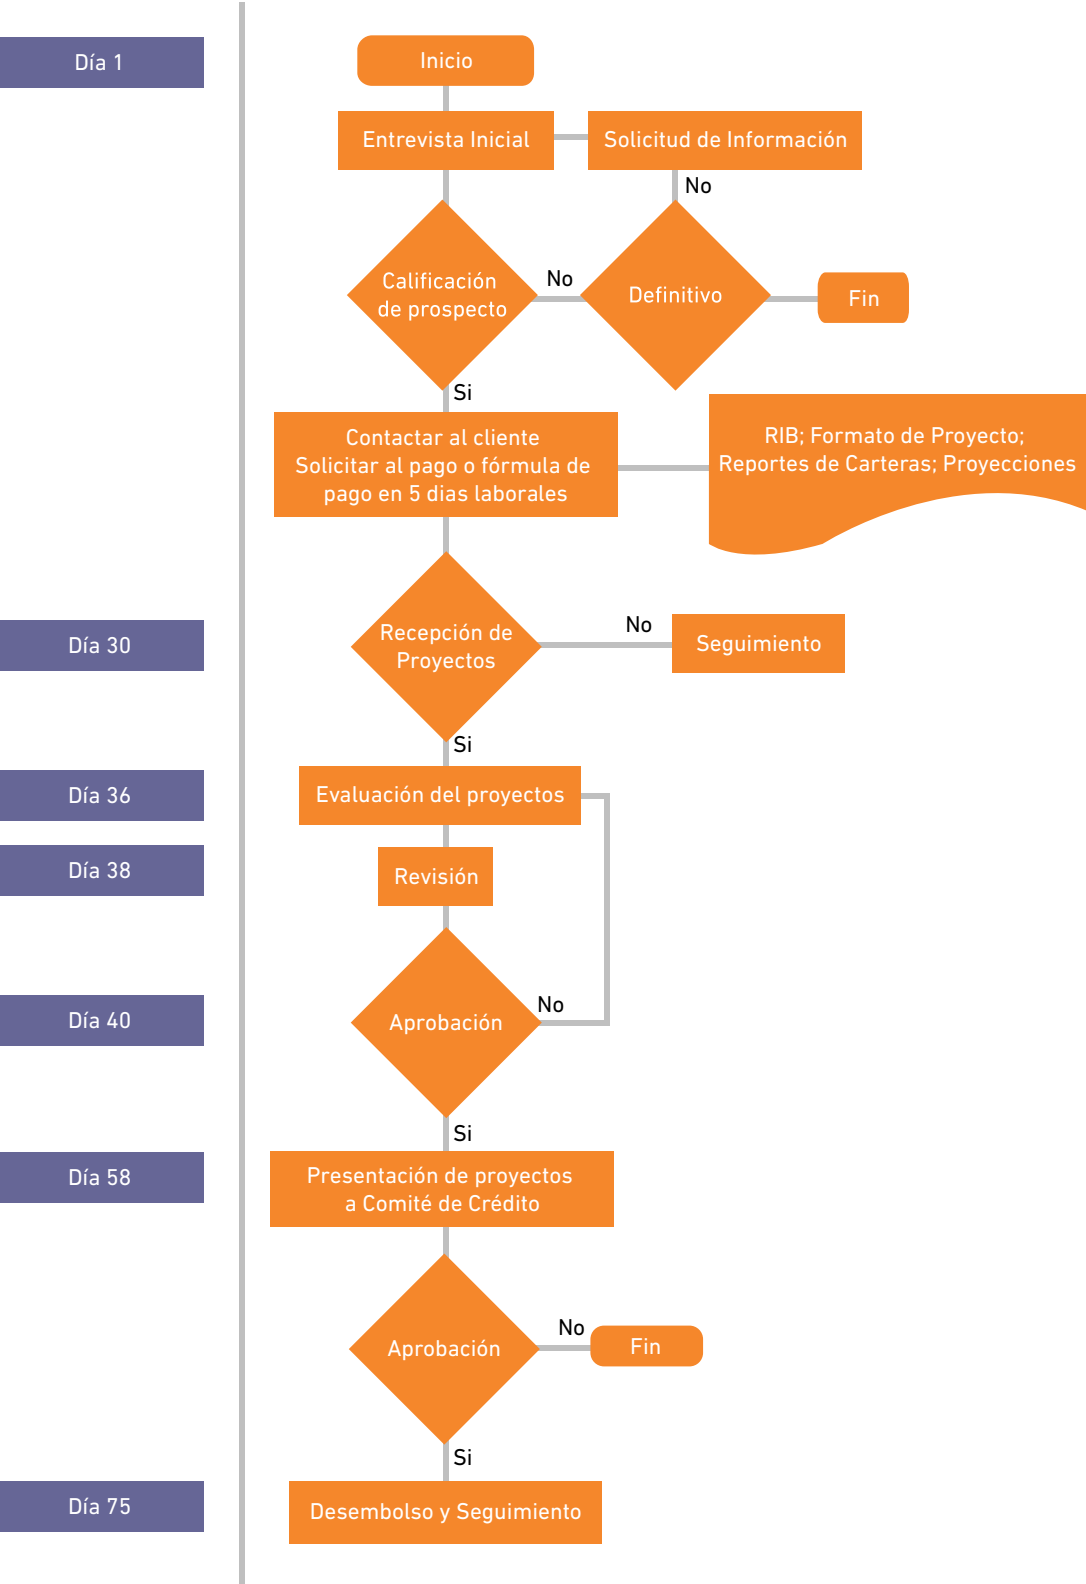 Día 1
Inicio
Entrevista Inicial
Solicitud de Información
No
Calificación
de prospecto
No
Definitivo
Fin
Si
Contactar al cliente
Solicitar al pago o fórmula de
pago en 5 dias laborales
RIB; Formato de Proyecto;
Reportes de Carteras; Proyecciones
Día 30
Recepción de
Proyectos
No
Seguimiento
Si
Día 36
Evaluación del proyectos
Día 38
Revisión
Día 40
Aprobación
No
Si
Día 58
Presentación de proyectos
a Comité de Crédito
Aprobación
No
Fin
Si
Día 75
Desembolso y Seguimiento